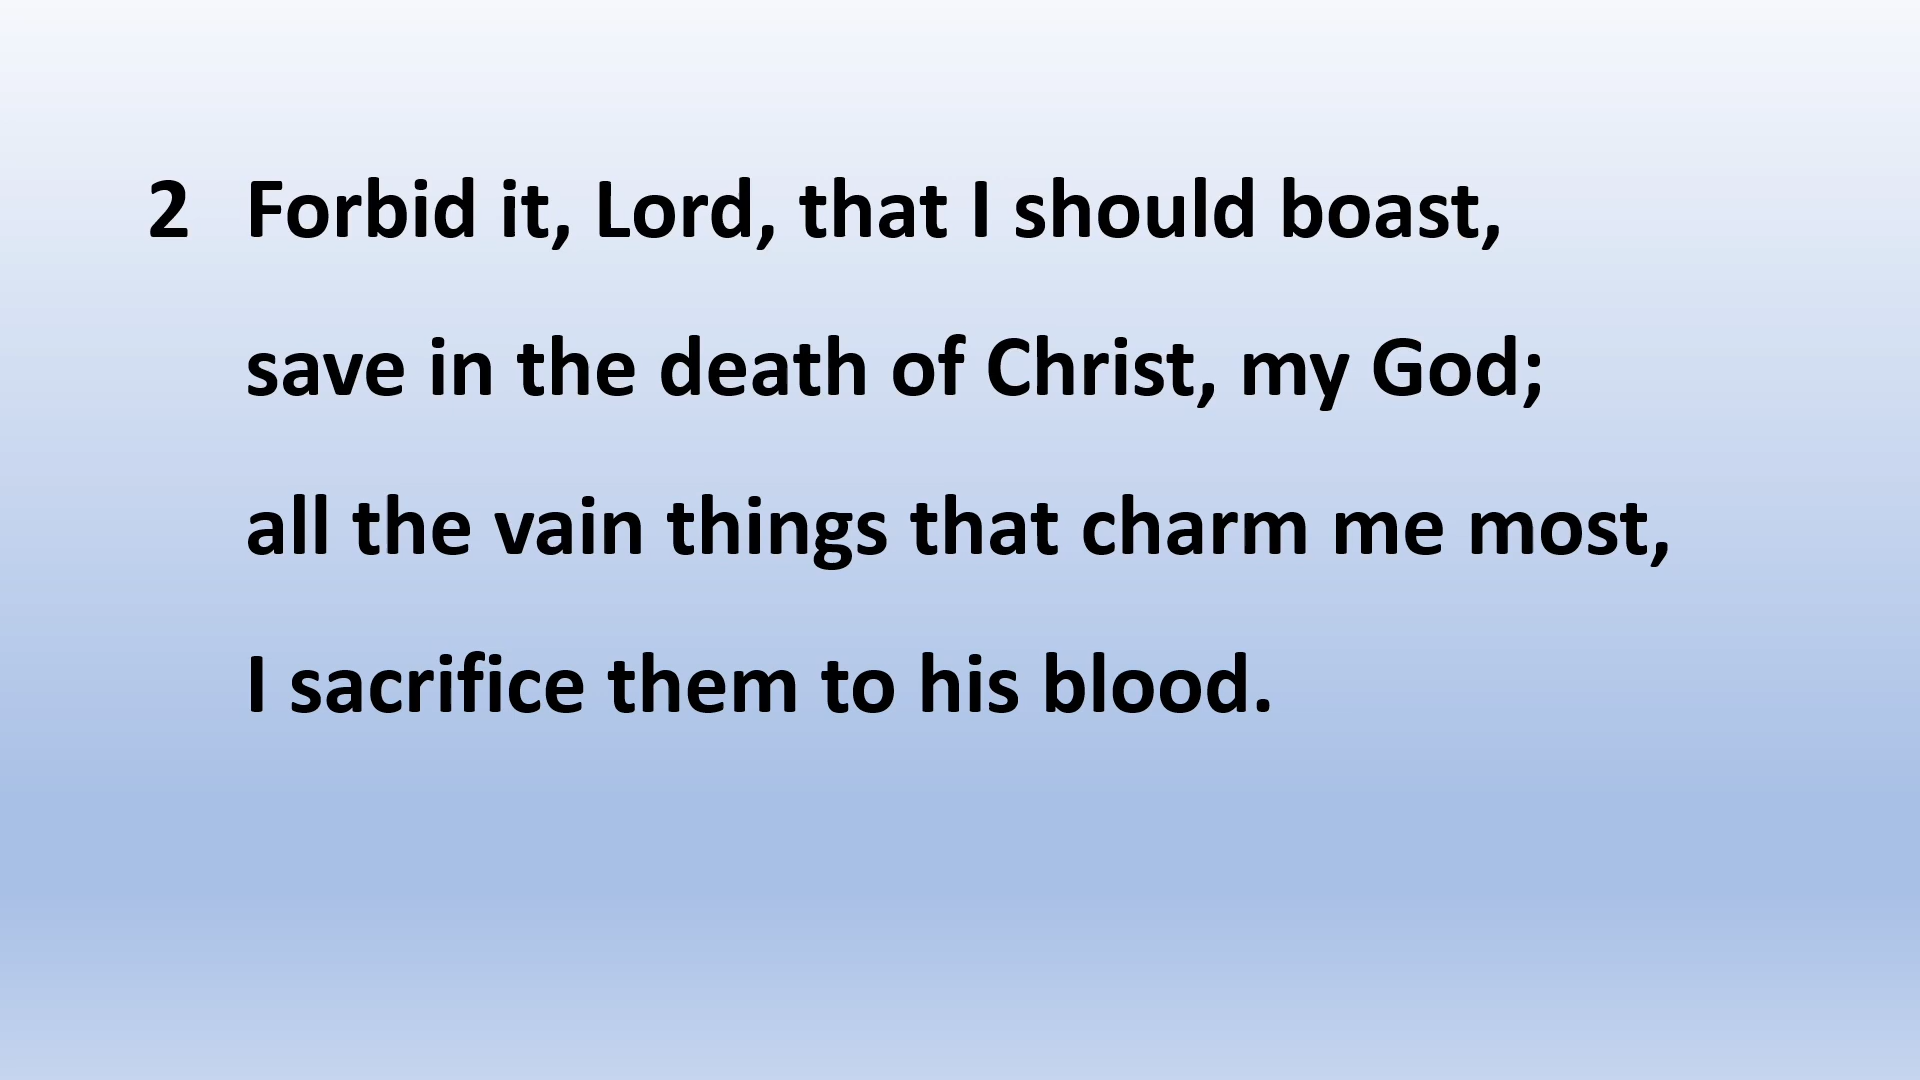 2 Forbid it, Lord, that I should boast,
save in the death of Christ, my God;
all the vain things that charm me most,
I sacrifice them to his blood.